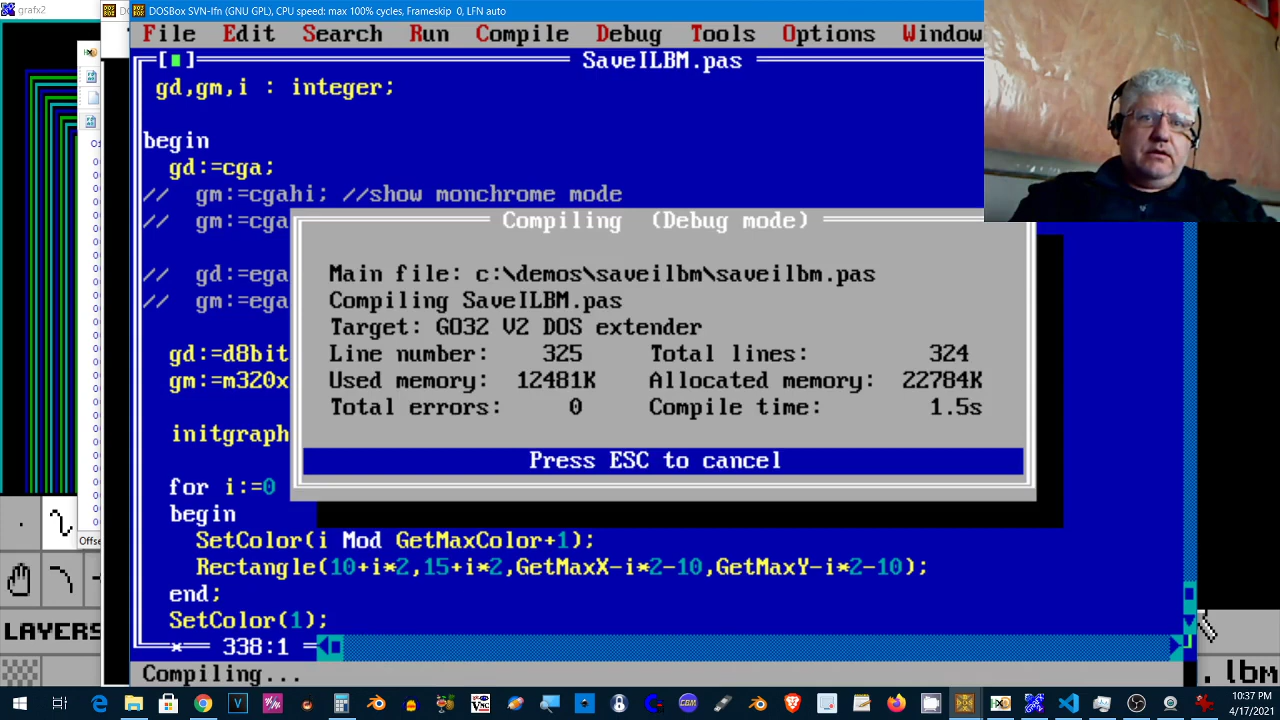 grafx2
DOSBox SVN-lfn (GNU GPL), CPU speed: max 100% cycles, Frameskip 0, LFN auto
File Edit Search Run Compile Debug Tools Options Window
SaveILBM.pas
gd,gm,i : integer;
begin
gd:=cga;
// gm:=cgahi; //show monchrome mode
// gm:=cga
// gd:=ega
// gm:=ega
gd:=d8bit
gm:=m320x
initgraph
for i:=0
begin
SetColor(i Mod GetMaxColor+1);
Rectangle(10+i*2,15+i*2,GetMaxX-i*2-10,GetMaxY-i*2-10);
end;
SetColor(1);
* 338:1
Compiling (Debug mode)
Main file: c:\demos\saveilbm\saveilbm.pas
Compiling SaveILBM.pas
Target: GO32 V2 DOS extender
Line number: 325 Total lines: 324
Used memory: 12481K Allocated memory: 22784K
Total errors: 0 Compile time: 1.5s
Press ESC to cancel
Compiling...
Offse
LAYERS
.lbm
10:37 PM
4/17/2021